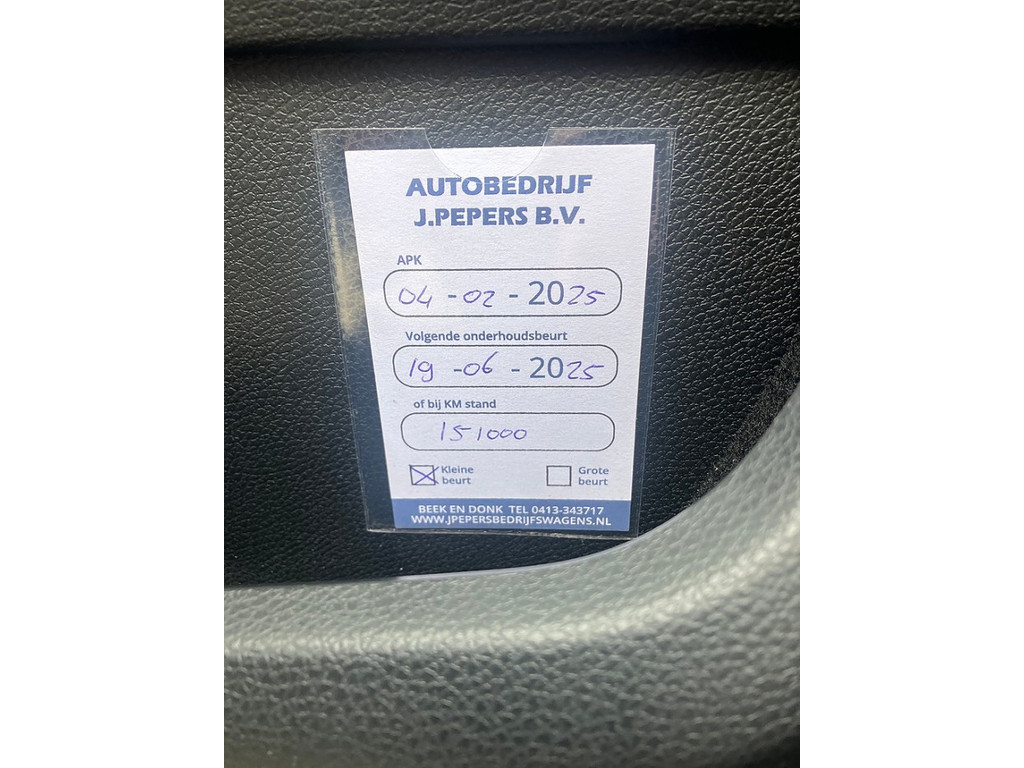 AUTOBEDRIJF
J.PEPERS B.V.
APK
04 - 02 - 2025
Volgende onderhoudsbeurt
19 - 06 - 2025
of bij KM stand
151000
Kleine beurt Grote beurt
BEEK EN DONK TEL 0413-343717
WWW.JPEPERSBEDRIJFSWAGENS.NL